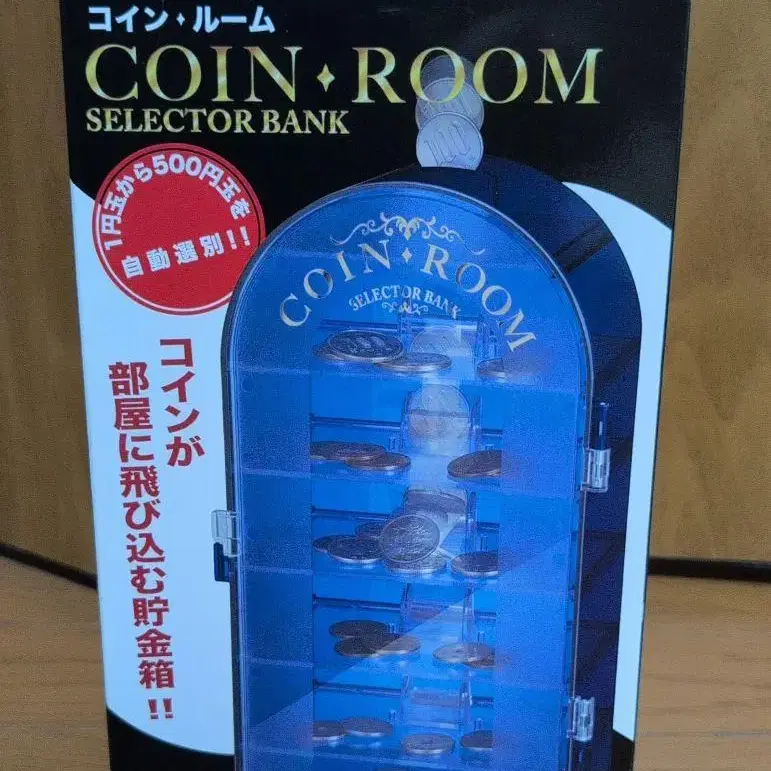 コイン・ルーム
COIN・ROOM
SELECTOR BANK
1円玉から500円玉を
自動選別!!
コインが
部屋に飛び込む貯金箱!!
COIN・ROOM
SELECTOR BANK
100